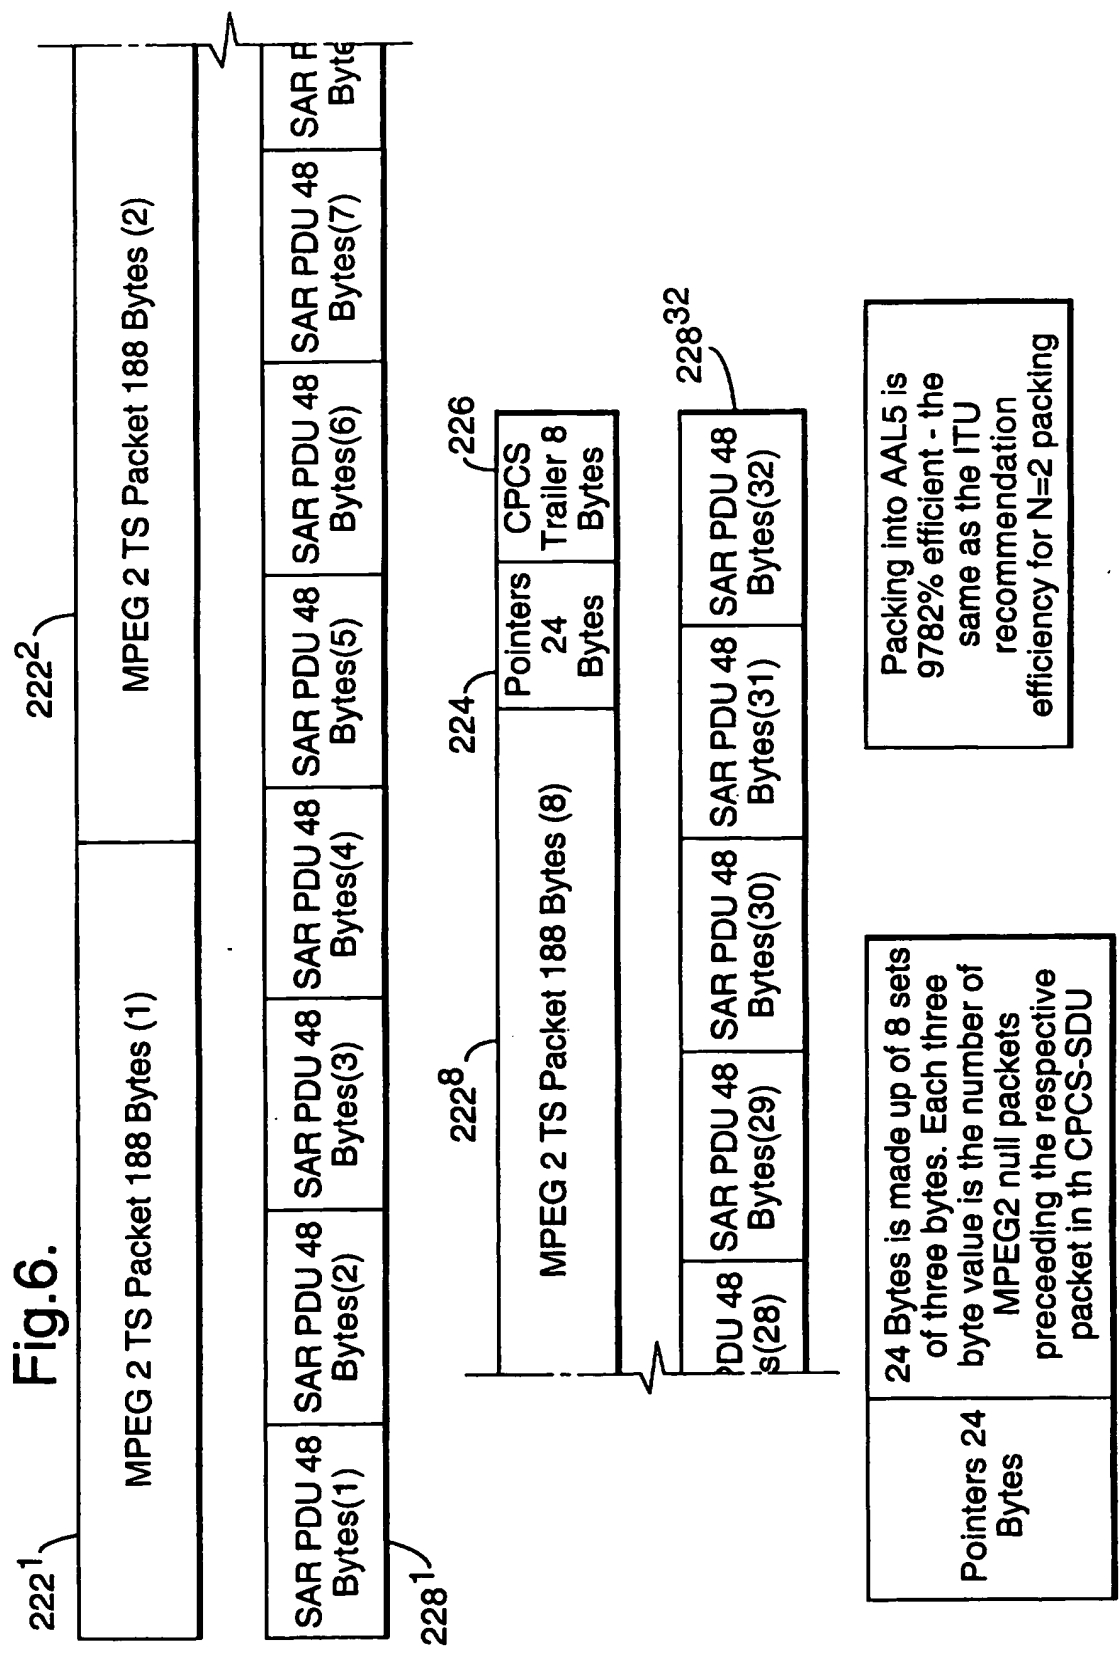 Fig.6.
222¹
222²
MPEG 2 TS Packet 188 Bytes (1)
MPEG 2 TS Packet 188 Bytes (2)
SAR PDU 48
Bytes(1)
SAR PDU 48
Bytes(2)
SAR PDU 48
Bytes(3)
SAR PDU 48
Bytes(4)
SAR PDU 48
Bytes(5)
SAR PDU 48
Bytes(6)
SAR PDU 48
Bytes(7)
SAR P
Byte
228¹
222⁸
224
226
MPEG 2 TS Packet 188 Bytes (8)
Pointers
24
Bytes
CPCS
Trailer 8
Bytes
228³²
PDU 48
s(28)
SAR PDU 48
Bytes(29)
SAR PDU 48
Bytes(30)
SAR PDU 48
Bytes(31)
SAR PDU 48
Bytes(32)
Pointers 24
Bytes
24 Bytes is made up of 8 sets
of three bytes. Each three
byte value is the number of
MPEG2 null packets
preceeding the respective
packet in th CPCS-SDU
Packing into AAL5 is
9782% efficient - the
same as the ITU
recommendation
efficiency for N=2 packing